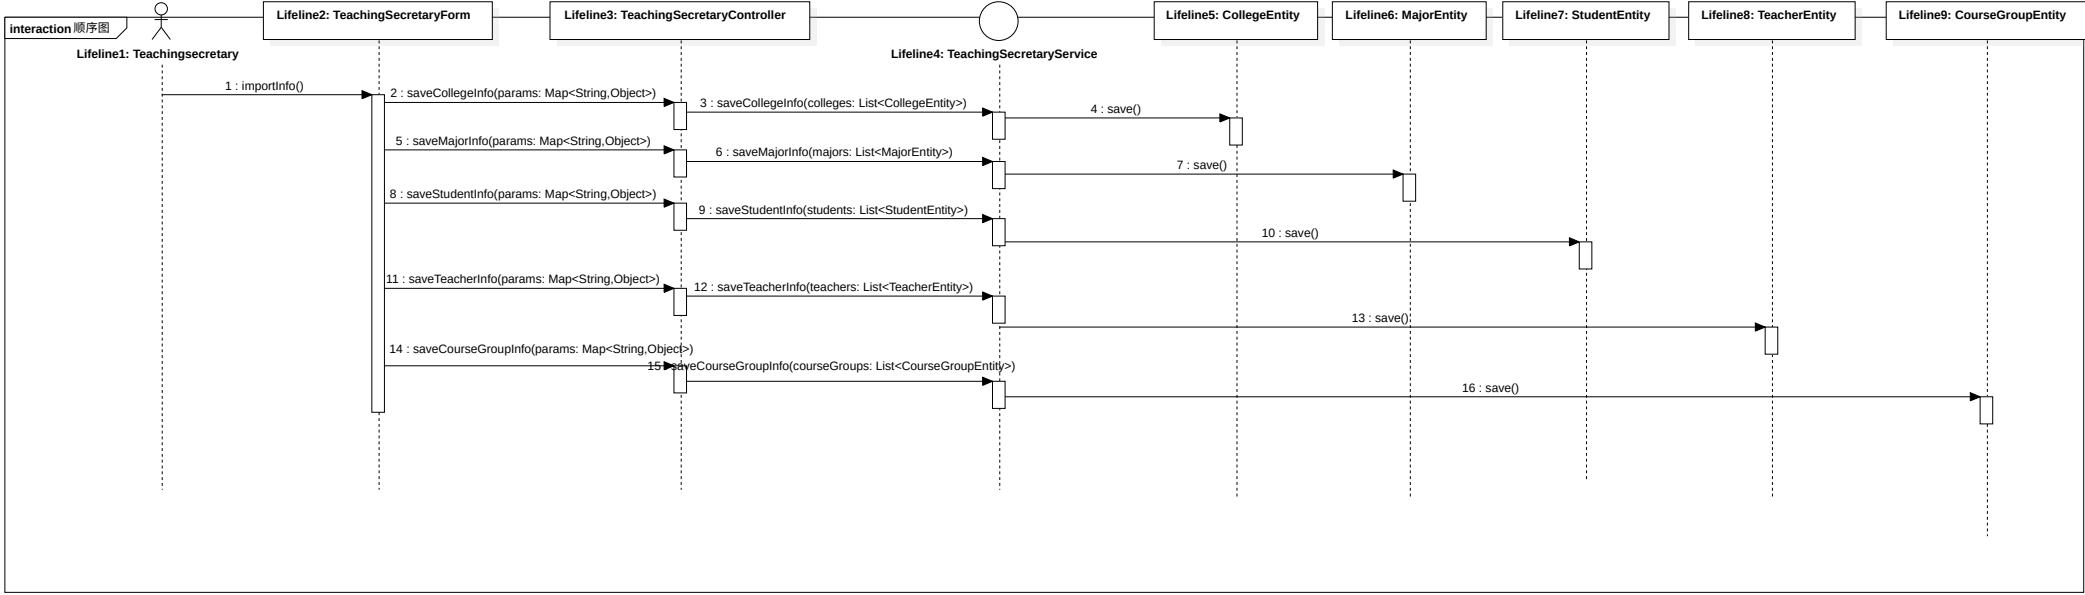 interaction 顺序图
Lifeline1: Teachingsecretary
Lifeline2: TeachingSecretaryForm
Lifeline3: TeachingSecretaryController
Lifeline4: TeachingSecretaryService
Lifeline5: CollegeEntity
Lifeline6: MajorEntity
Lifeline7: StudentEntity
Lifeline8: TeacherEntity
Lifeline9: CourseGroupEntity
1 : importInfo()
2 : saveCollegeInfo(params: Map<String,Object>)
3 : saveCollegeInfo(colleges: List<CollegeEntity>)
4 : save()
5 : saveMajorInfo(params: Map<String,Object>)
6 : saveMajorInfo(majors: List<MajorEntity>)
7 : save()
8 : saveStudentInfo(params: Map<String,Object>)
9 : saveStudentInfo(students: List<StudentEntity>)
10 : save()
11 : saveTeacherInfo(params: Map<String,Object>)
12 : saveTeacherInfo(teachers: List<TeacherEntity>)
13 : save()
14 : saveCourseGroupInfo(params: Map<String,Object>)
15 : saveCourseGroupInfo(courseGroups: List<CourseGroupEntity>)
16 : save()